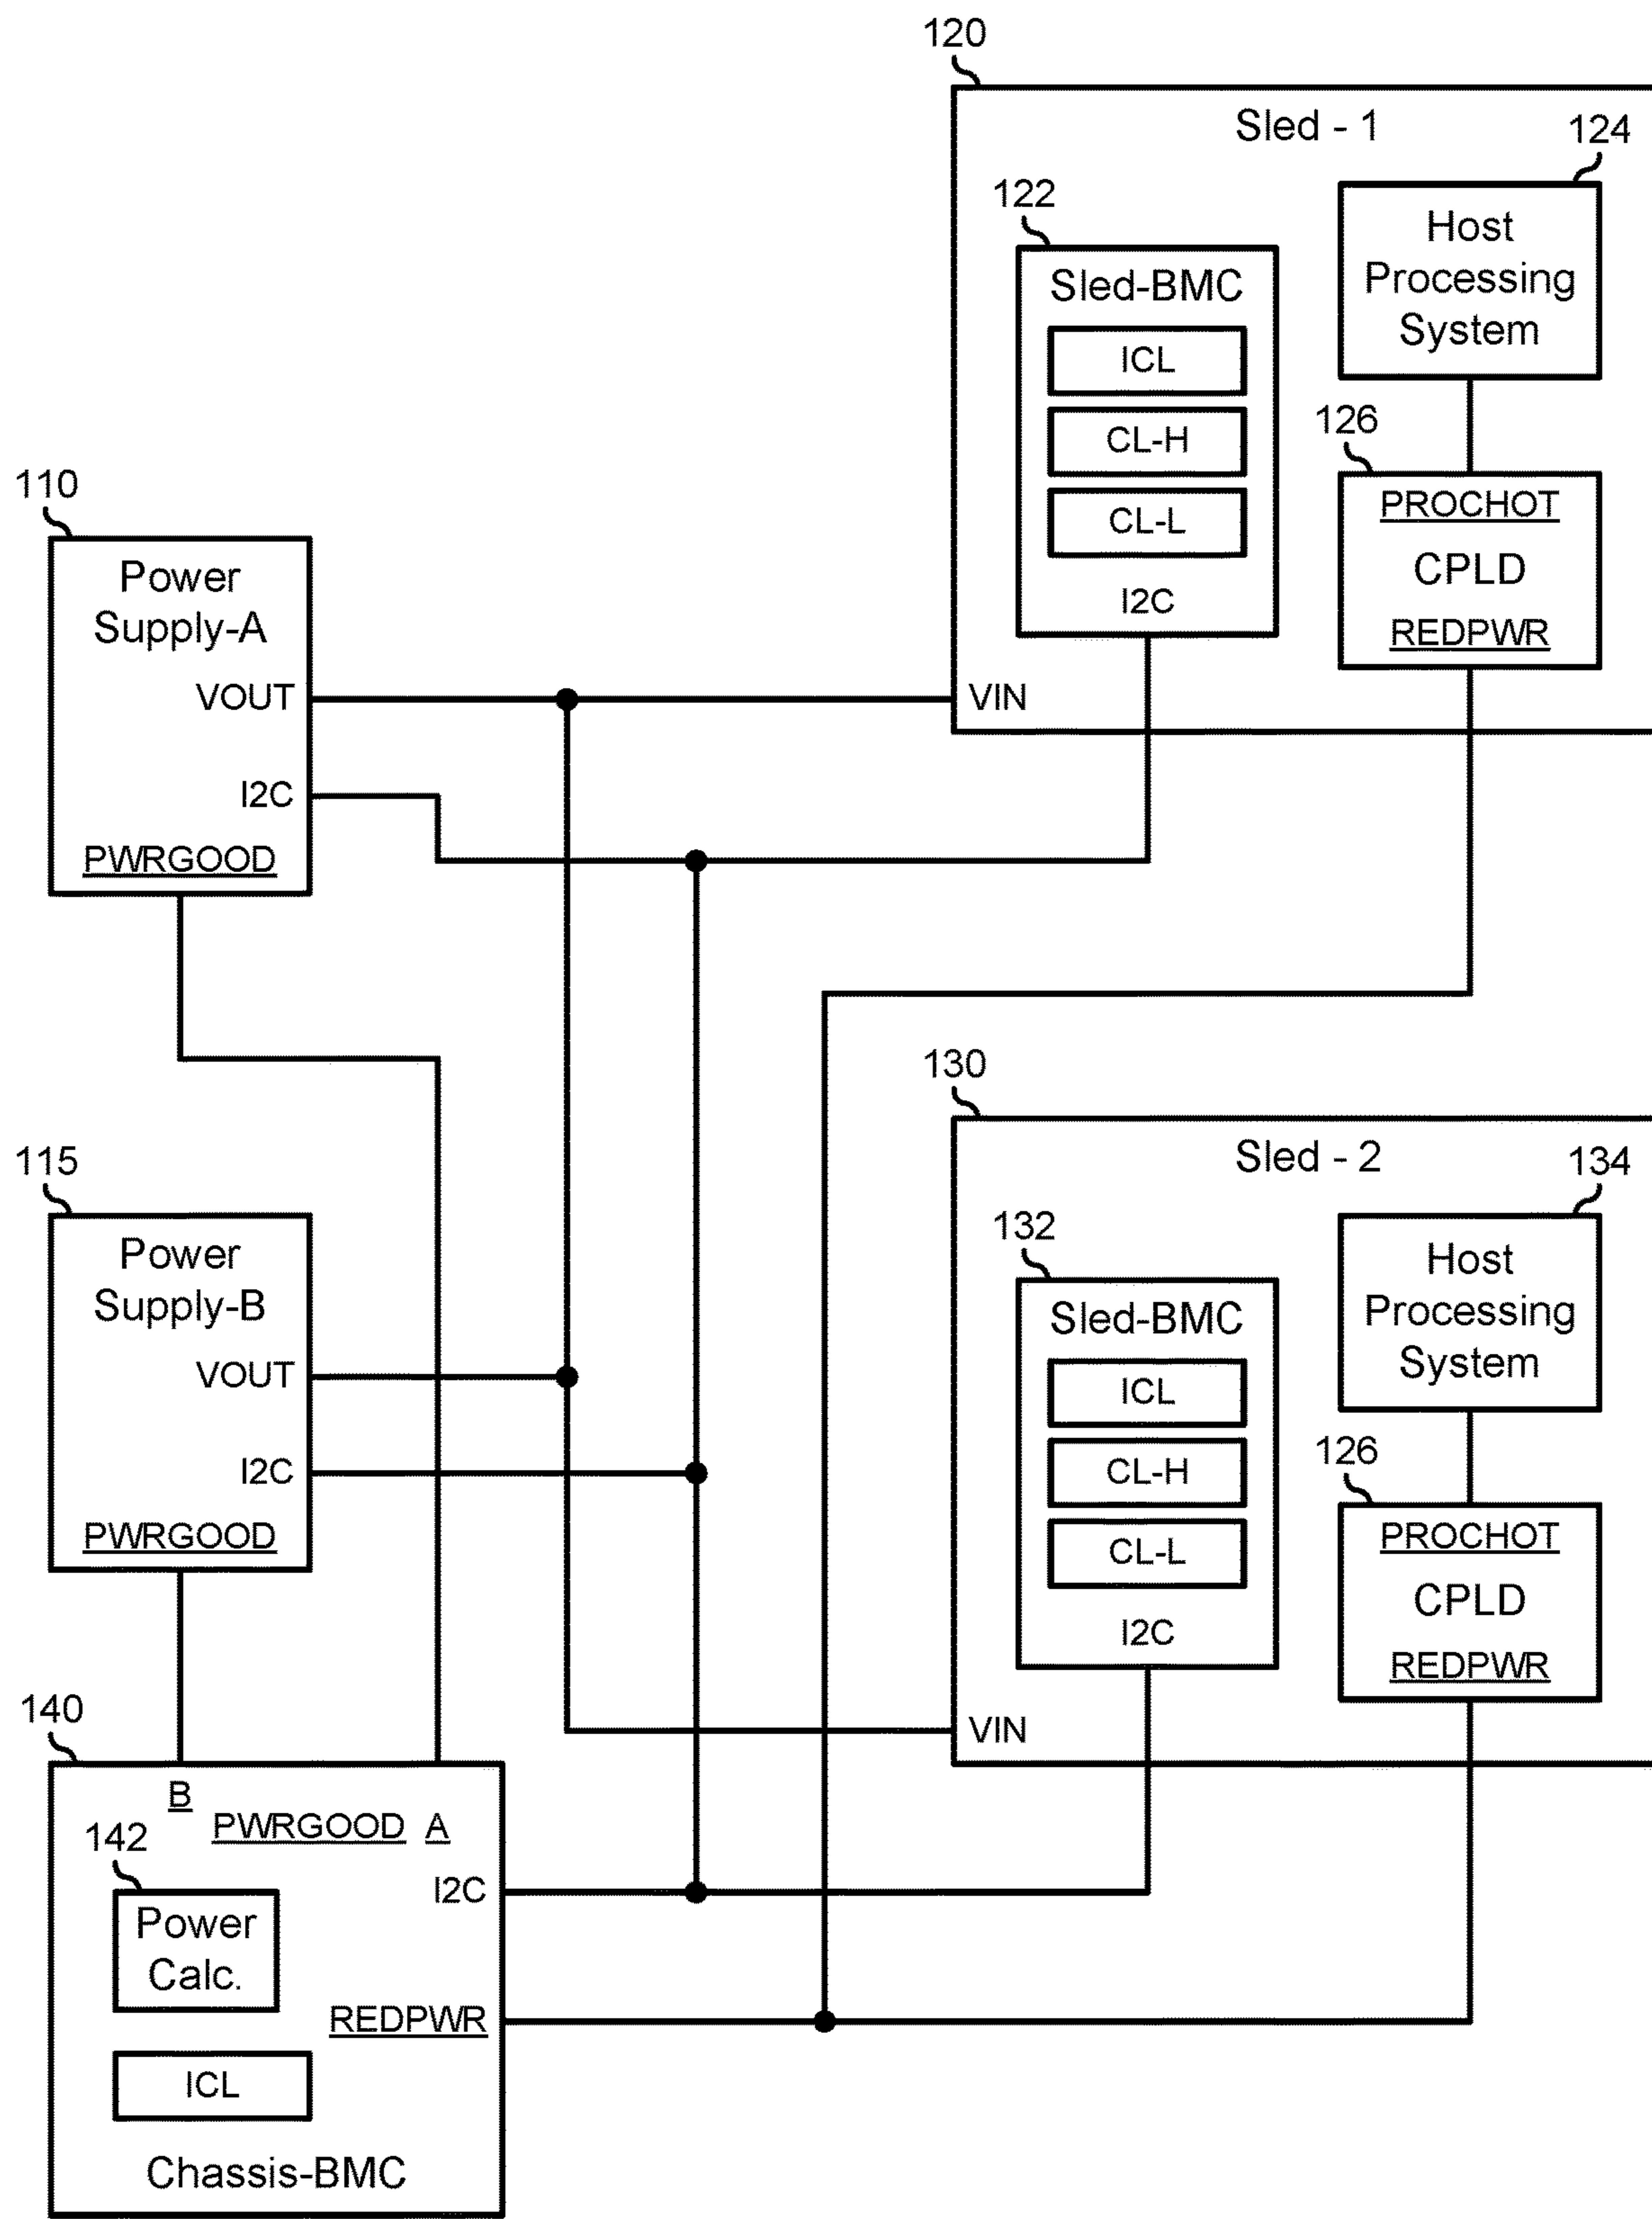 120
Sled - 1
124
Host
Processing
System
122
Sled-BMC
ICL
CL-H
CL-L
I2C
126
PROCHOT
CPLD
REDPWR
VIN
110
Power
Supply-A
VOUT
I2C
PWRGOOD
130
Sled - 2
134
Host
Processing
System
132
Sled-BMC
ICL
CL-H
CL-L
I2C
126
PROCHOT
CPLD
REDPWR
VIN
115
Power
Supply-B
VOUT
I2C
PWRGOOD
140
B
PWRGOOD A
142
Power
Calc.
I2C
REDPWR
ICL
Chassis-BMC